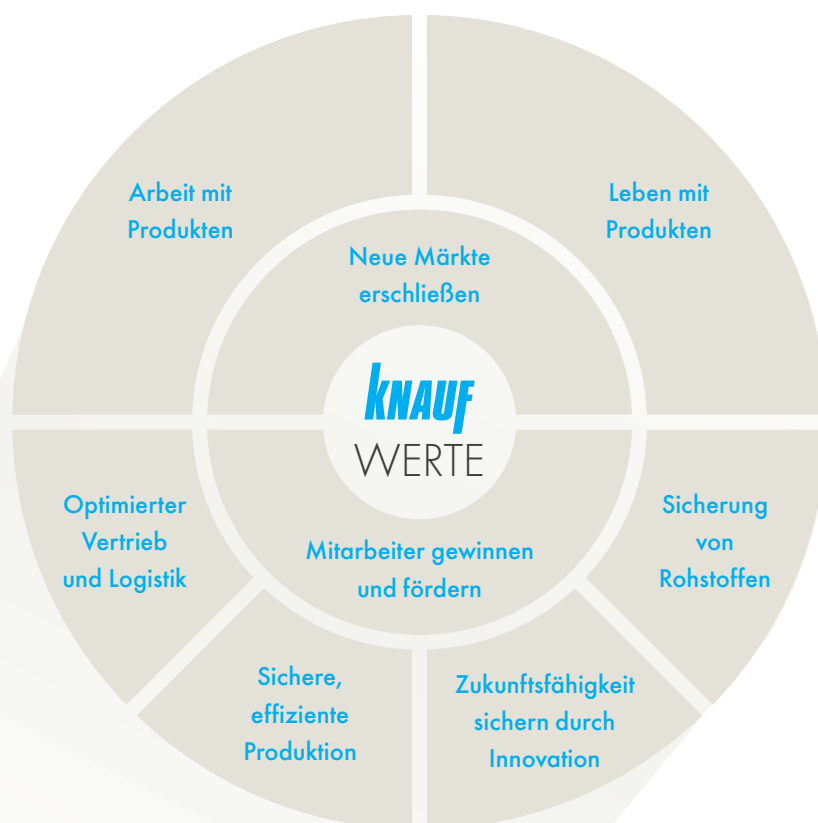 Arbeit mit
Produkten
Leben mit
Produkten
Neue Märkte
erschließen
KNAUF
WERTE
Optimierter
Vertrieb
und Logistik
Sicherung
von
Rohstoffen
Mitarbeiter gewinnen
und fördern
Sichere,
effiziente
Produktion
Zukunftsfähigkeit
sichern durch
Innovation